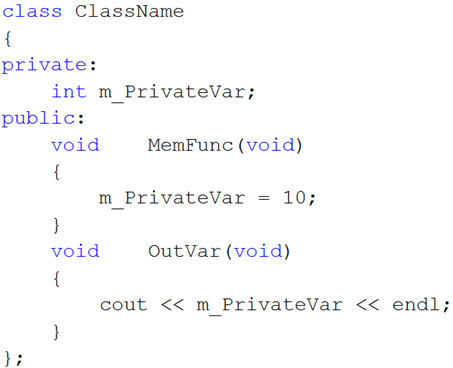 class ClassName
{
private:
    int m_PrivateVar;
public:
    void    MemFunc(void)
    {
        m_PrivateVar = 10;
    }
    void    OutVar(void)
    {
        cout << m_PrivateVar << endl;
    }
};